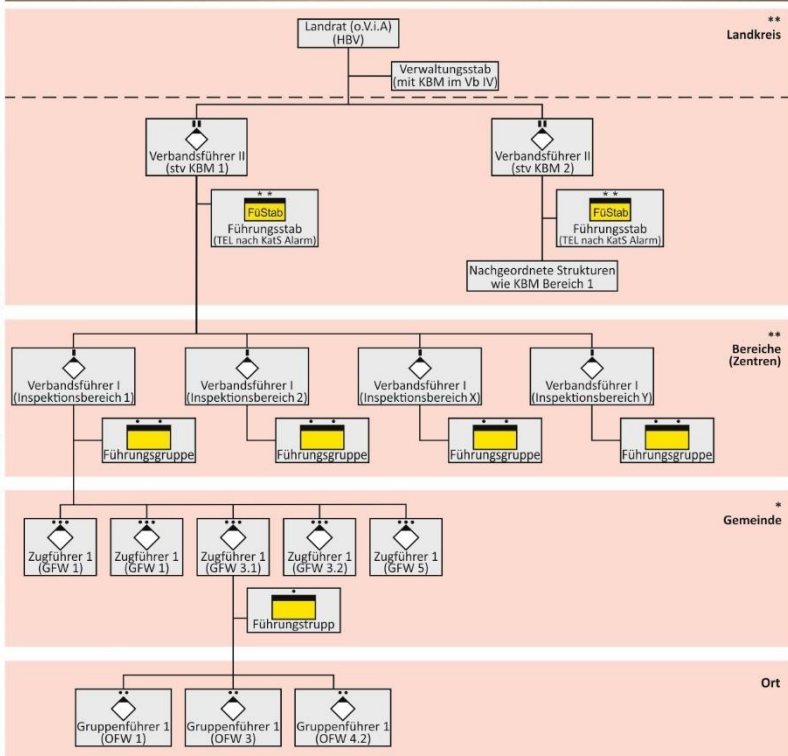 Landrat (o.V.i.A)
(HBV)
**
Landkreis
Verwaltungsstab
(mit KBM im Vb IV)
Verbandsführer II
(stv KBM 1)
Verbandsführer II
(stv KBM 2)
* *
FüStab
Führungsstab
(TEL nach KatS Alarm)
* *
FüStab
Führungsstab
(TEL nach KatS Alarm)
Nachgeordnete Strukturen
wie KBM Bereich 1
**
Bereiche
(Zentren)
Verbandsführer I
(Inspektionsbereich 1)
Verbandsführer I
(Inspektionsbereich 2)
Verbandsführer I
(Inspektionsbereich X)
Verbandsführer I
(Inspektionsbereich Y)
Führungsgruppe
Führungsgruppe
Führungsgruppe
Führungsgruppe
*
Gemeinde
Zugführer 1
(GFW 1)
Zugführer 1
(GFW 1)
Zugführer 1
(GFW 3.1)
Zugführer 1
(GFW 3.2)
Zugführer 1
(GFW 5)
Führungstrupp
Ort
Gruppenführer 1
(OFW 1)
Gruppenführer 1
(OFW 3)
Gruppenführer 1
(OFW 4.2)